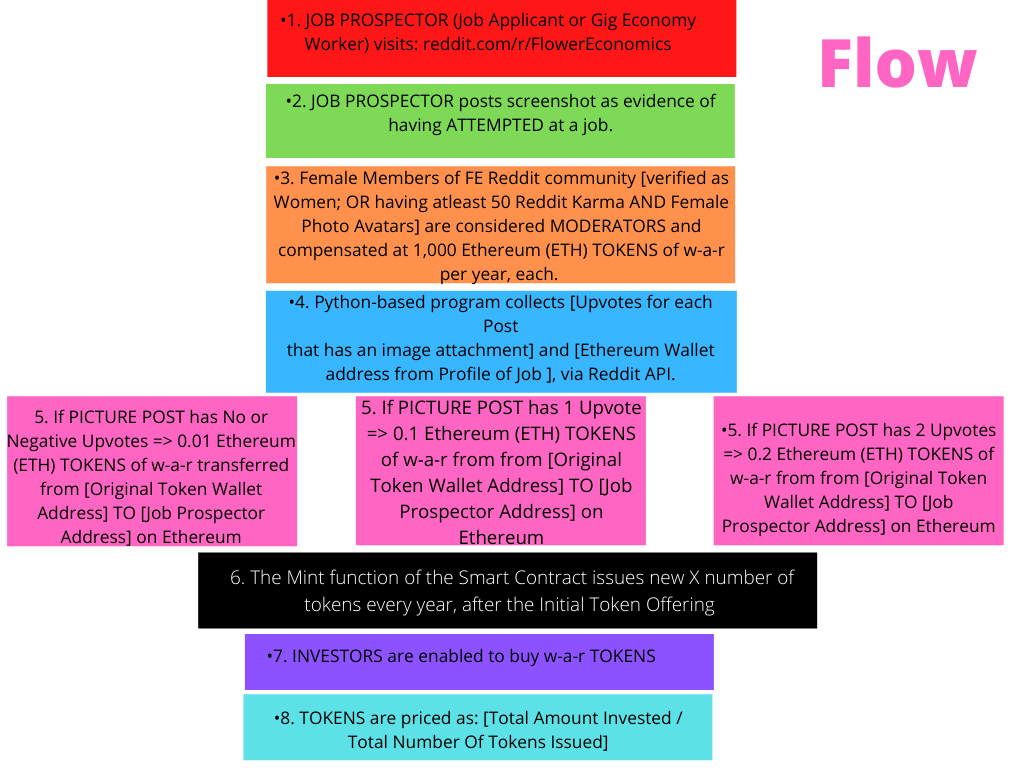 •1. JOB PROSPECTOR (Job Applicant or Gig Economy
Worker) visits: reddit.com/r/FlowerEconomics
Flow
•2. JOB PROSPECTOR posts screenshot as evidence of
having ATTEMPTED at a job.
•3. Female Members of FE Reddit community [verified as
Women; OR having atleast 50 Reddit Karma AND Female
Photo Avatars] are considered MODERATORS and
compensated at 1,000 Ethereum (ETH) TOKENS of w-a-r
per year, each.
•4. Python-based program collects [Upvotes for each
Post
that has an image attachment] and [Ethereum Wallet
address from Profile of Job ], via Reddit API.
5. If PICTURE POST has No or
Negative Upvotes => 0.01 Ethereum
(ETH) TOKENS of w-a-r transferred
from [Original Token Wallet
Address] TO [Job Prospector
Address] on Ethereum
5. If PICTURE POST has 1 Upvote
=> 0.1 Ethereum (ETH) TOKENS
of w-a-r from from [Original
Token Wallet Address] TO [Job
Prospector Address] on
Ethereum
•5. If PICTURE POST has 2 Upvotes
=> 0.2 Ethereum (ETH) TOKENS of
w-a-r from from [Original Token
Wallet Address] TO [Job
Prospector Address] on Ethereum
6. The Mint function of the Smart Contract issues new X number of
tokens every year, after the Initial Token Offering
•7. INVESTORS are enabled to buy w-a-r TOKENS
•8. TOKENS are priced as: [Total Amount Invested /
Total Number Of Tokens Issued]